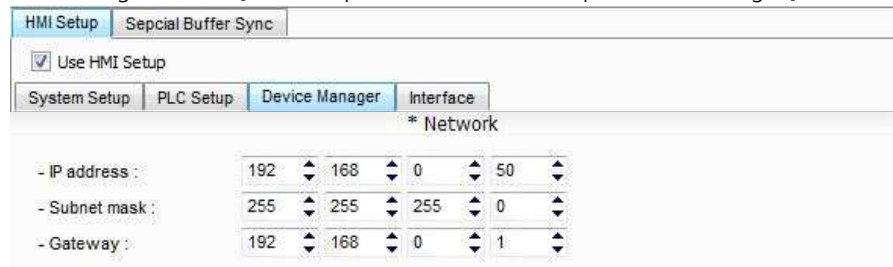 HMI Setup Sepcial Buffer Sync
Use HMI Setup
System Setup PLC Setup Device Manager Interface
* Network
- IP address : 192 168 0 50
- Subnet mask : 255 255 255 0
- Gateway : 192 168 0 1